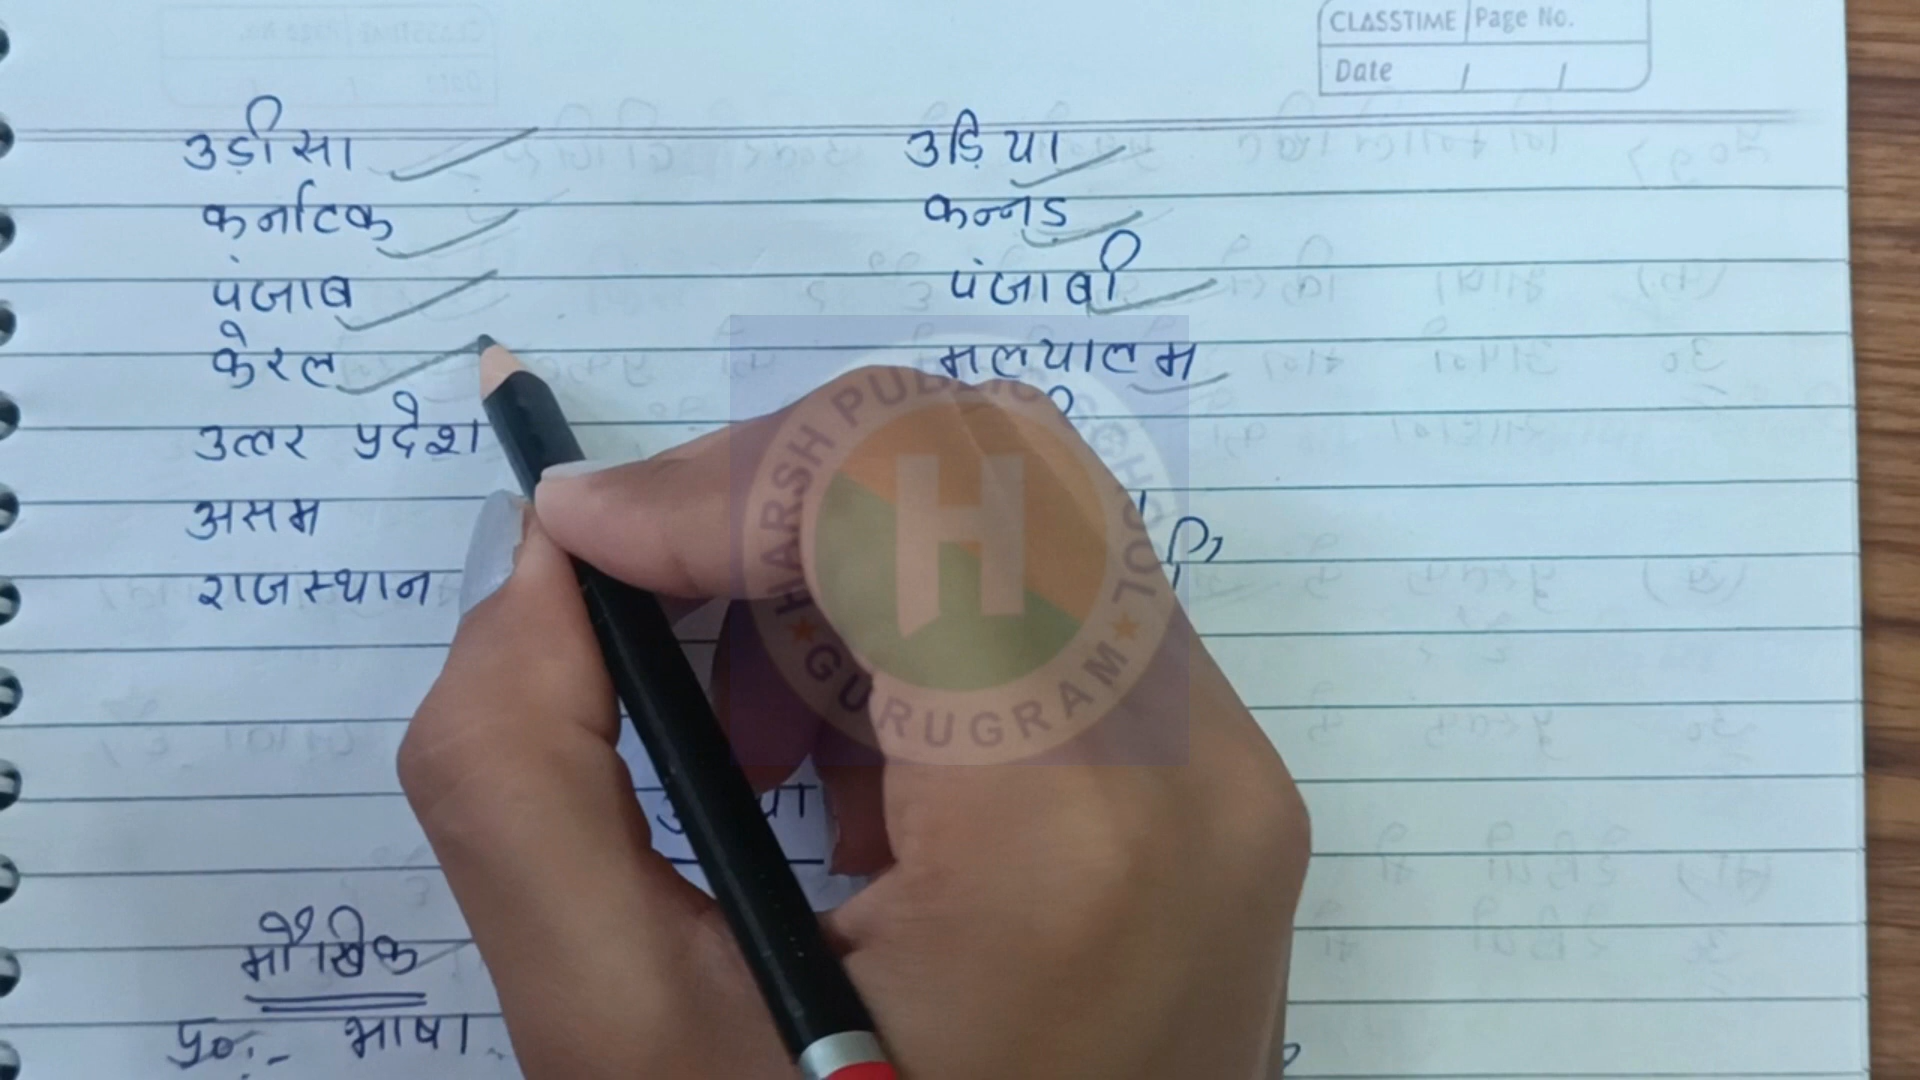 CLASSTIME Page No.
Date / /
उड़ीसा उड़िया
कर्नाटक कन्नड़
पंजाब पंजाबी
केरल मलयालम
उत्तर प्रदेश
असम
राजस्थान
HARSH PUBLIC SCHOOL
H
GURUGRAM
मौखिक
प्र०:- भाषा